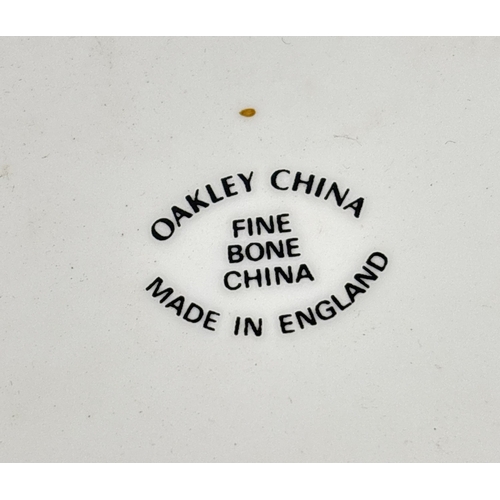 OAKLEY CHINA
FINE
BONE
CHINA
MADE IN ENGLAND